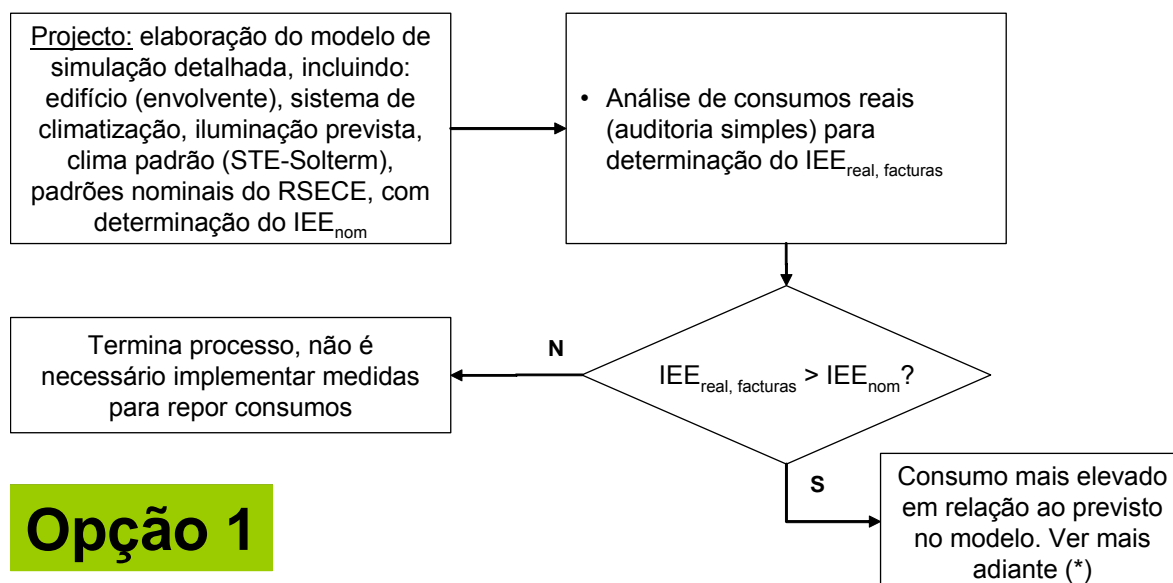 Projecto: elaboração do modelo de
simulação detalhada, incluindo:
edifício (envolvente), sistema de
climatização, iluminação prevista,
clima padrão (STE-Solterm),
padrões nominais do RSECE, com
determinação do IEEnom
• Análise de consumos reais
(auditoria simples) para
determinação do IEEreal, facturas
IEEreal, facturas > IEEnom?
N
Termina processo, não é
necessário implementar medidas
para repor consumos
S
Consumo mais elevado
em relação ao previsto
no modelo. Ver mais
adiante (*)
Opção 1